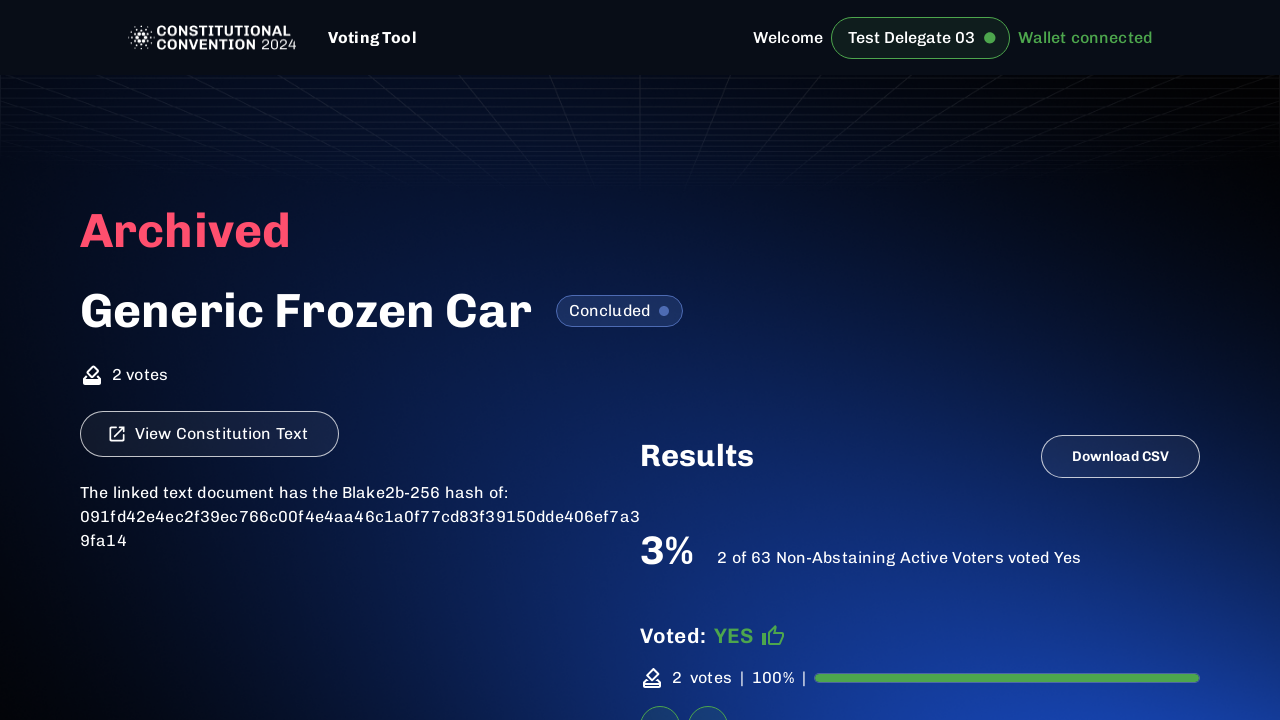 CONSTITUTIONAL
CONVENTION 2024
Voting Tool
Welcome
Test Delegate 03
Wallet connected
Archived
Generic Frozen Car
Concluded
2 votes
View Constitution Text
The linked text document has the Blake2b-256 hash of:
091fd42e4ec2f39ec766c00f4e4aa46c1a0f77cd83f39150dde406ef7a3
9fa14
Results
Download CSV
3%
2 of 63 Non-Abstaining Active Voters voted Yes
Voted: YES
2 votes | 100% |